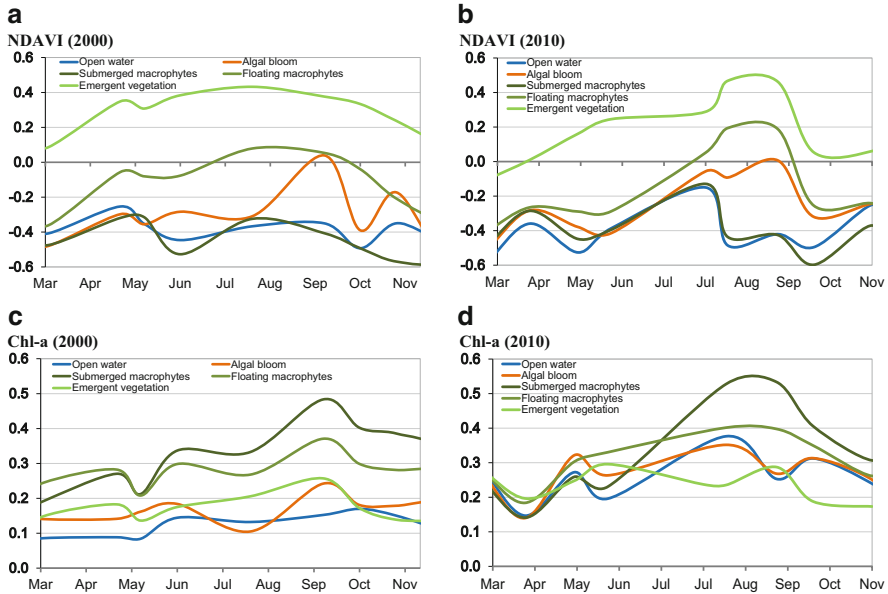 a
NDAVI (2000)
Open water
Algal bloom
Submerged macrophytes
Floating macrophytes
Emergent vegetation
0.6
0.4
0.2
0.0
-0.2
-0.4
-0.6
Mar Apr May Jun Jul Aug Sep Oct Nov
b
NDAVI (2010)
Open water
Algal bloom
Submerged macrophytes
Floating macrophytes
Emergent vegetation
0.6
0.4
0.2
0.0
-0.2
-0.4
-0.6
Mar Apr May Jun Jul Aug Sep Oct Nov
c
Chl-a (2000)
Open water
Algal bloom
Submerged macrophytes
Floating macrophytes
Emergent vegetation
0.6
0.5
0.4
0.3
0.2
0.1
0.0
Mar Apr May Jun Jul Aug Sep Oct Nov
d
Chl-a (2010)
Open water
Algal bloom
Submerged macrophytes
Floating macrophytes
Emergent vegetation
0.6
0.5
0.4
0.3
0.2
0.1
0.0
Mar Apr May Jun Jul Aug Sep Oct Nov